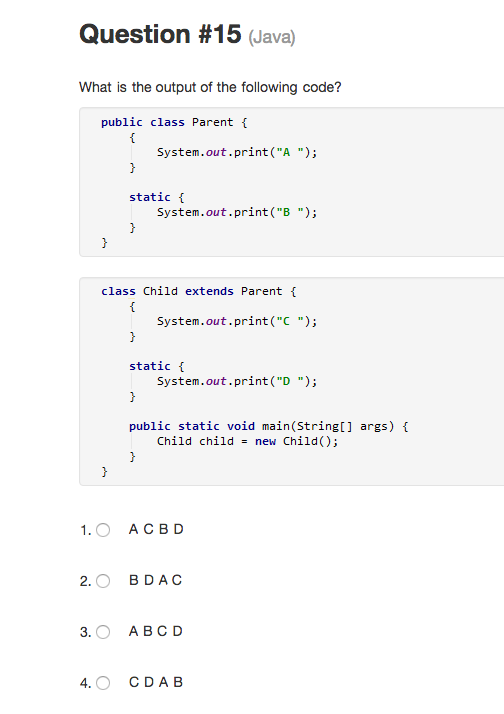 Question #15 (Java)
What is the output of the following code?
public class Parent {
{
System.out.print("A ");
}
static {
System.out.print("B ");
}
}
class Child extends Parent {
{
System.out.print("C ");
}
static {
System.out.print("D ");
}
public static void main(String[] args) {
Child child = new Child();
}
}
1. A C B D
2. B D A C
3. A B C D
4. C D A B